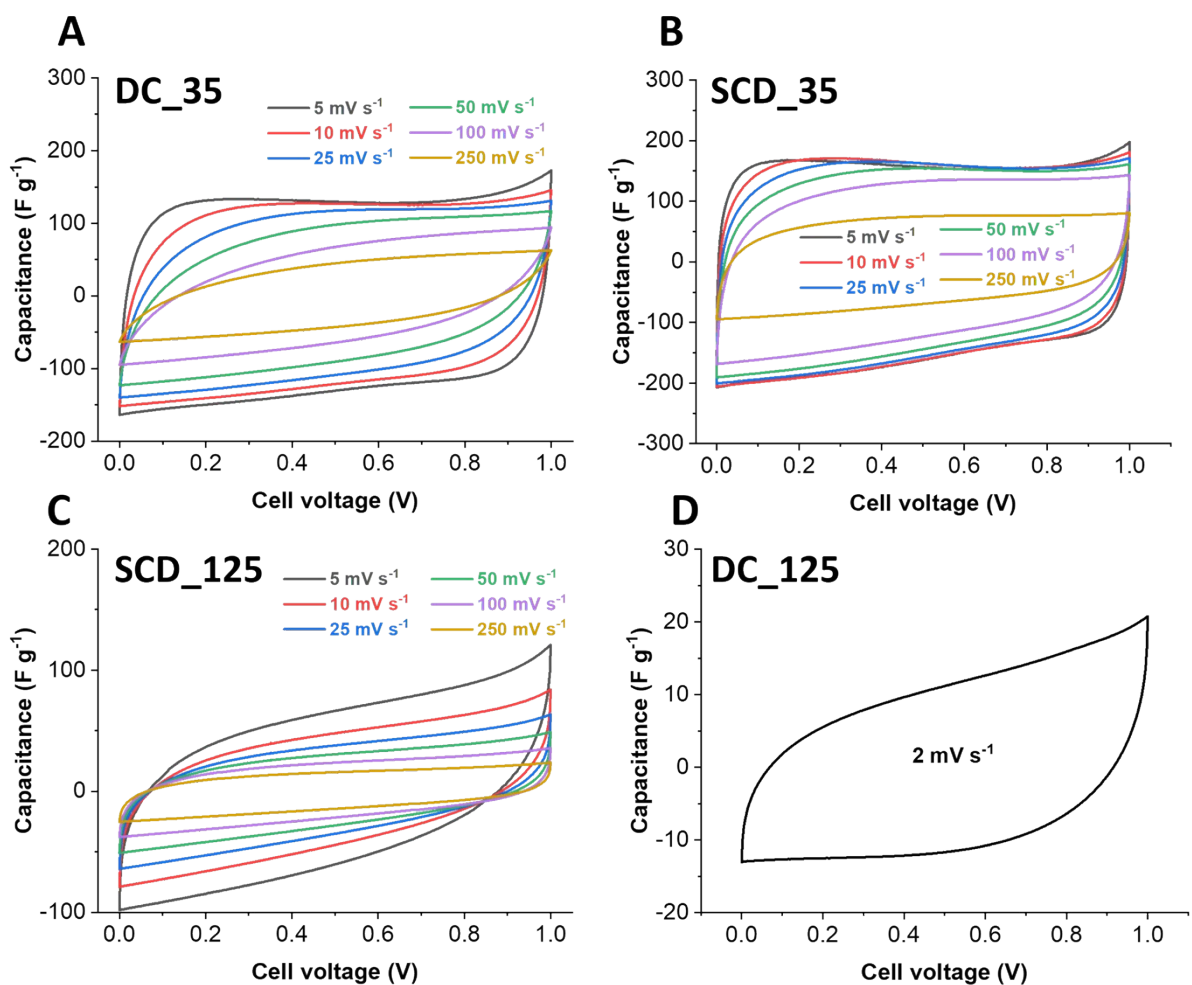 A
DC_35
300
200
100
0
-100
-200
Capacitance (F g⁻¹)
5 mV s⁻¹
10 mV s⁻¹
25 mV s⁻¹
50 mV s⁻¹
100 mV s⁻¹
250 mV s⁻¹
0.0 0.2 0.4 0.6 0.8 1.0
Cell voltage (V)
B
SCD_35
300
200
100
0
-100
-200
-300
Capacitance (F g⁻¹)
5 mV s⁻¹
10 mV s⁻¹
25 mV s⁻¹
50 mV s⁻¹
100 mV s⁻¹
250 mV s⁻¹
0.0 0.2 0.4 0.6 0.8 1.0
Cell voltage (V)
C
SCD_125
200
100
0
-100
Capacitance (F g⁻¹)
5 mV s⁻¹
10 mV s⁻¹
25 mV s⁻¹
50 mV s⁻¹
100 mV s⁻¹
250 mV s⁻¹
0.0 0.2 0.4 0.6 0.8 1.0
Cell voltage (V)
D
DC_125
30
20
10
0
-10
-20
Capacitance (F g⁻¹)
2 mV s⁻¹
0.0 0.2 0.4 0.6 0.8 1.0
Cell voltage (V)